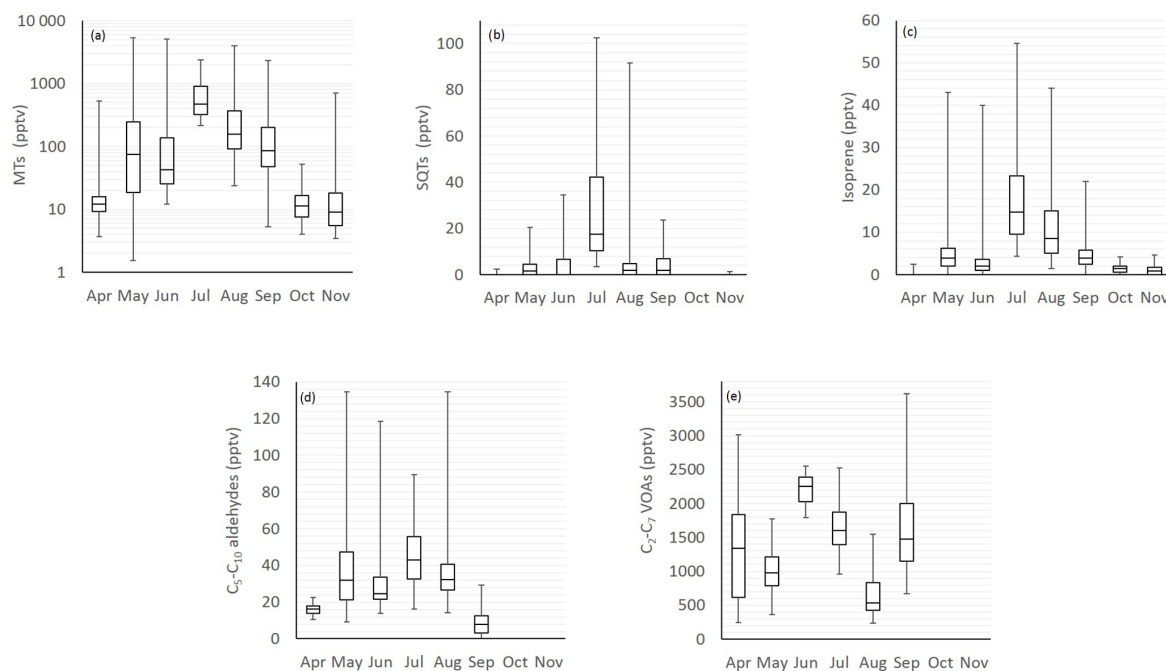 (a)
MTs (pptv)
10 000
1000
100
10
1
Apr May Jun Jul Aug Sep Oct Nov
(b)
SQTs (pptv)
100
80
60
40
20
0
Apr May Jun Jul Aug Sep Oct Nov
(c)
Isoprene (pptv)
60
50
40
30
20
10
0
Apr May Jun Jul Aug Sep Oct Nov
(d)
C₅-C₁₀ aldehydes (pptv)
140
120
100
80
60
40
20
0
Apr May Jun Jul Aug Sep Oct Nov
(e)
C₂-C₇ VOAs (pptv)
3500
3000
2500
2000
1500
1000
500
0
Apr May Jun Jul Aug Sep Oct Nov